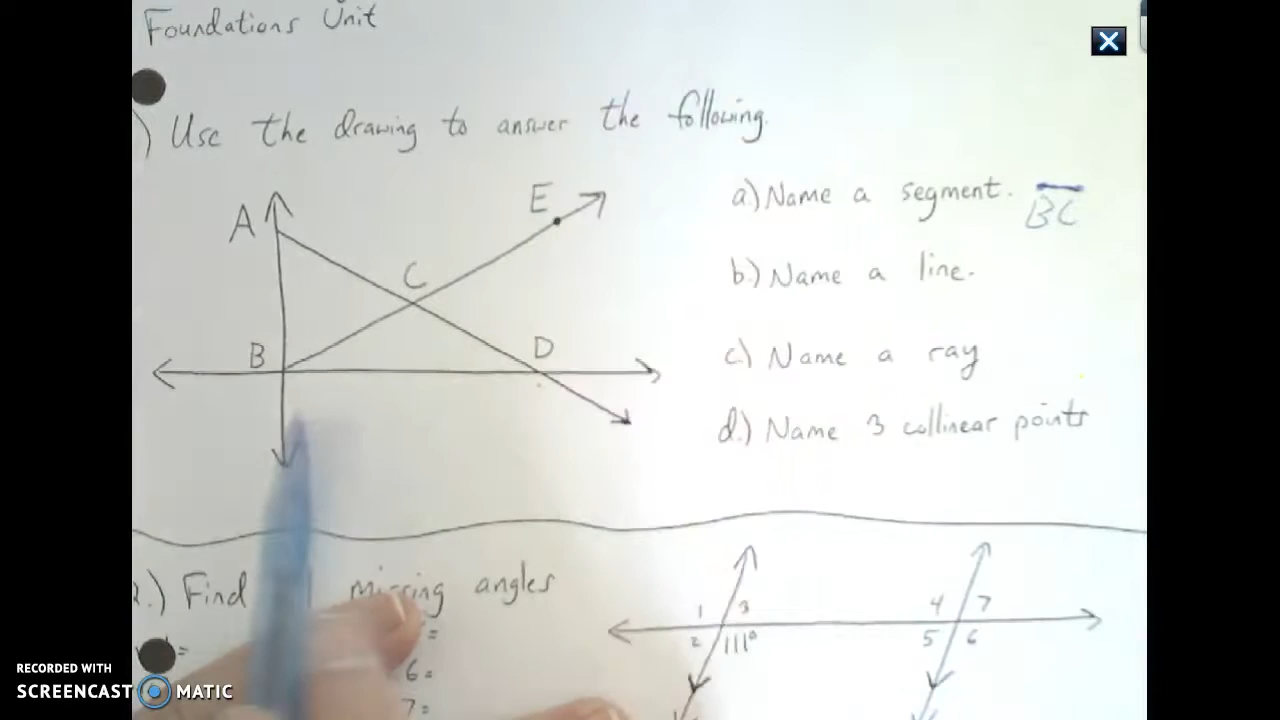 Foundations Unit
) Use the drawing to answer the following.
A
E
C
B
D
a.) Name a segment. BC
b.) Name a line.
c.) Name a ray
d.) Name 3 collinear points
2.) Find missing angles
=
=
6=
7=
1 3
2 111°
4 7
5 6
RECORDED WITH
SCREENCAST MATIC